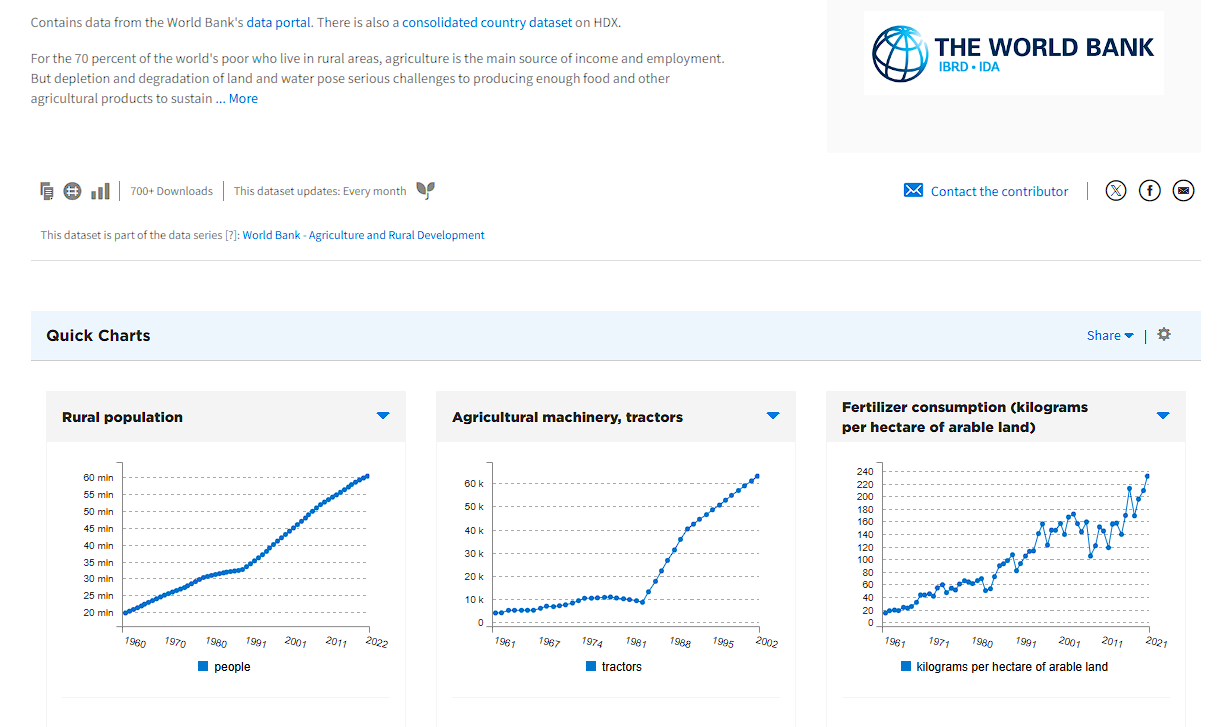 Contains data from the World Bank's data portal. There is also a consolidated country dataset on HDX.
For the 70 percent of the world's poor who live in rural areas, agriculture is the main source of income and employment.
But depletion and degradation of land and water pose serious challenges to producing enough food and other
agricultural products to sustain ... More
THE WORLD BANK
IBRD • IDA
700+ Downloads
This dataset updates: Every month
Contact the contributor
This dataset is part of the data series [?]: World Bank - Agriculture and Rural Development
Quick Charts
Share
Rural population
60 mln
55 mln
50 mln
45 mln
40 mln
35 mln
30 mln
25 mln
20 mln
1960 1970 1980 1991 2001 2011 2022
people
Agricultural machinery, tractors
60 k
50 k
40 k
30 k
20 k
10 k
0
1961 1967 1974 1981 1988 1995 2002
tractors
Fertilizer consumption (kilograms
per hectare of arable land)
240
220
200
180
160
140
120
100
80
60
40
20
0
1961 1971 1980 1991 2001 2011 2021
kilograms per hectare of arable land